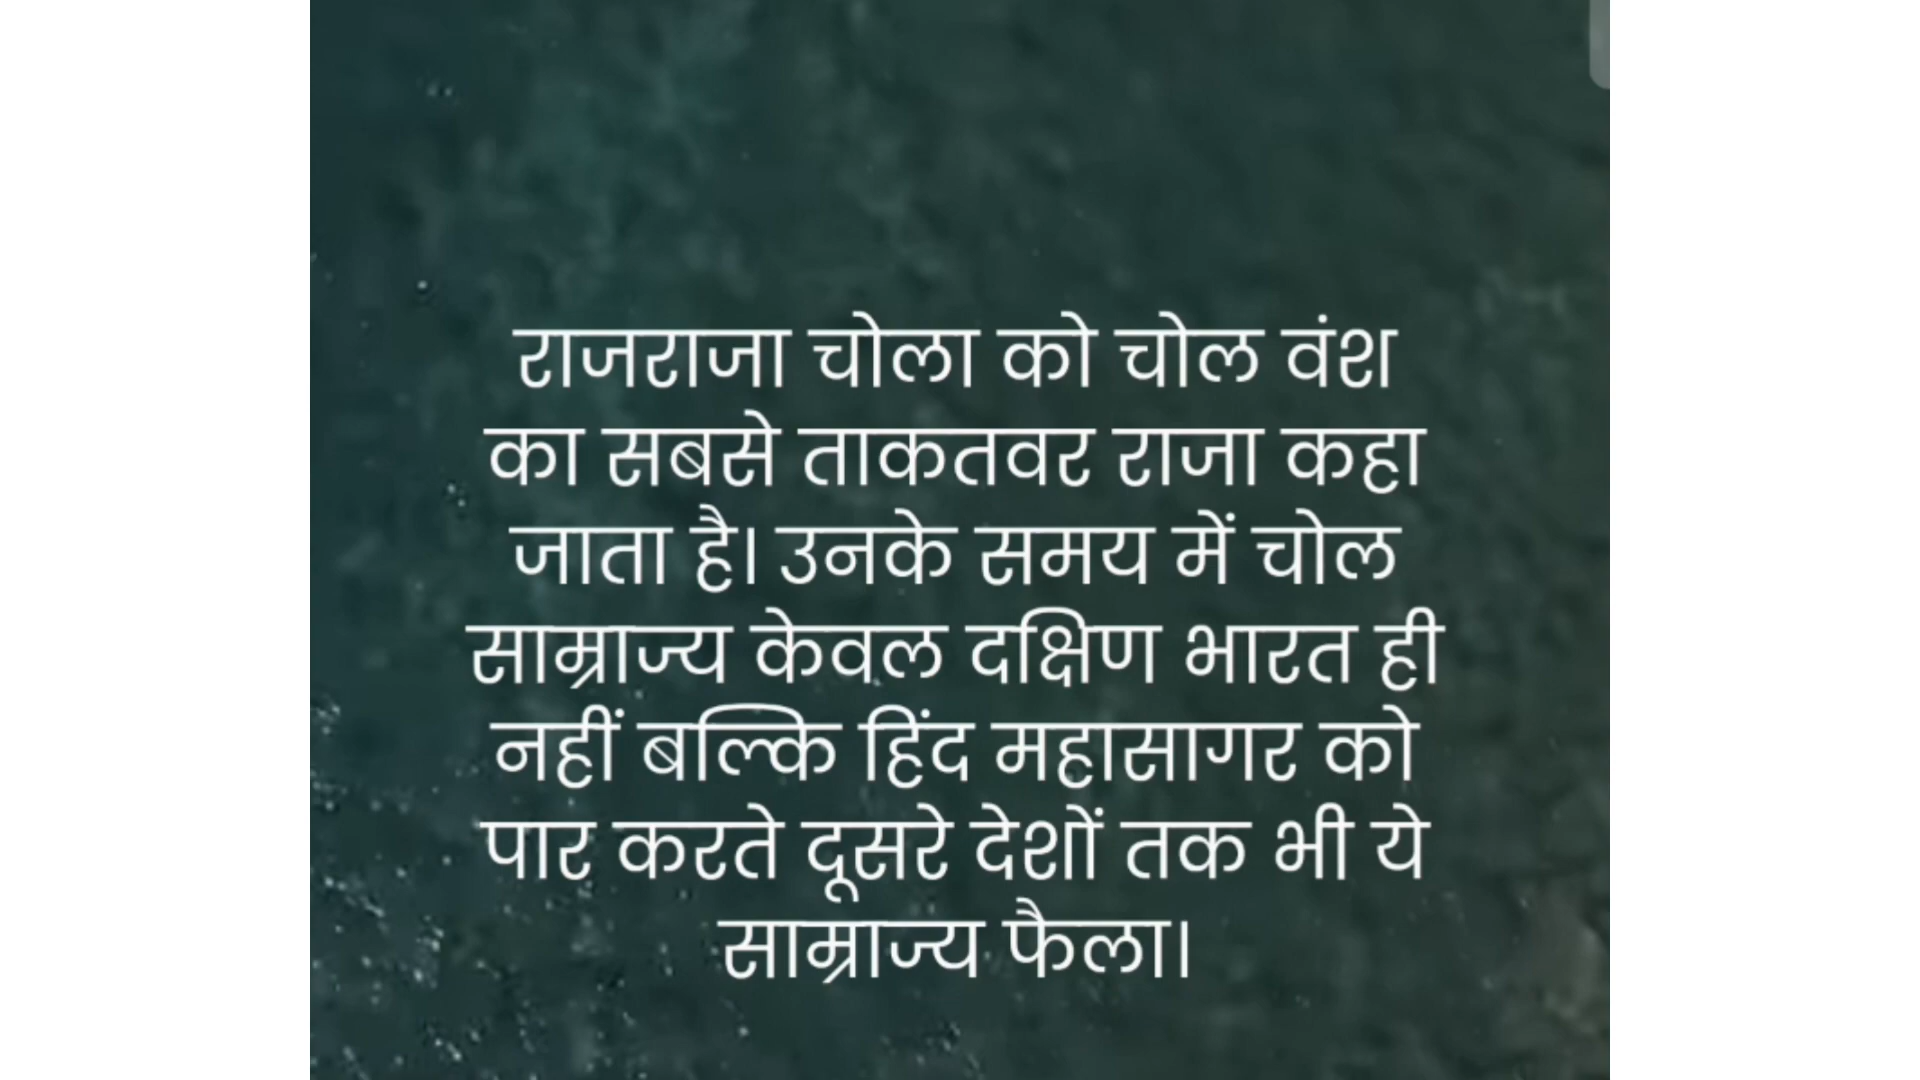 राजराजा चोला को चोल वंश
का सबसे ताकतवर राजा कहा
जाता है। उनके समय में चोल
साम्राज्य केवल दक्षिण भारत ही
नहीं बल्कि हिंद महासागर को
पार करते दूसरे देशों तक भी ये
साम्राज्य फैला।